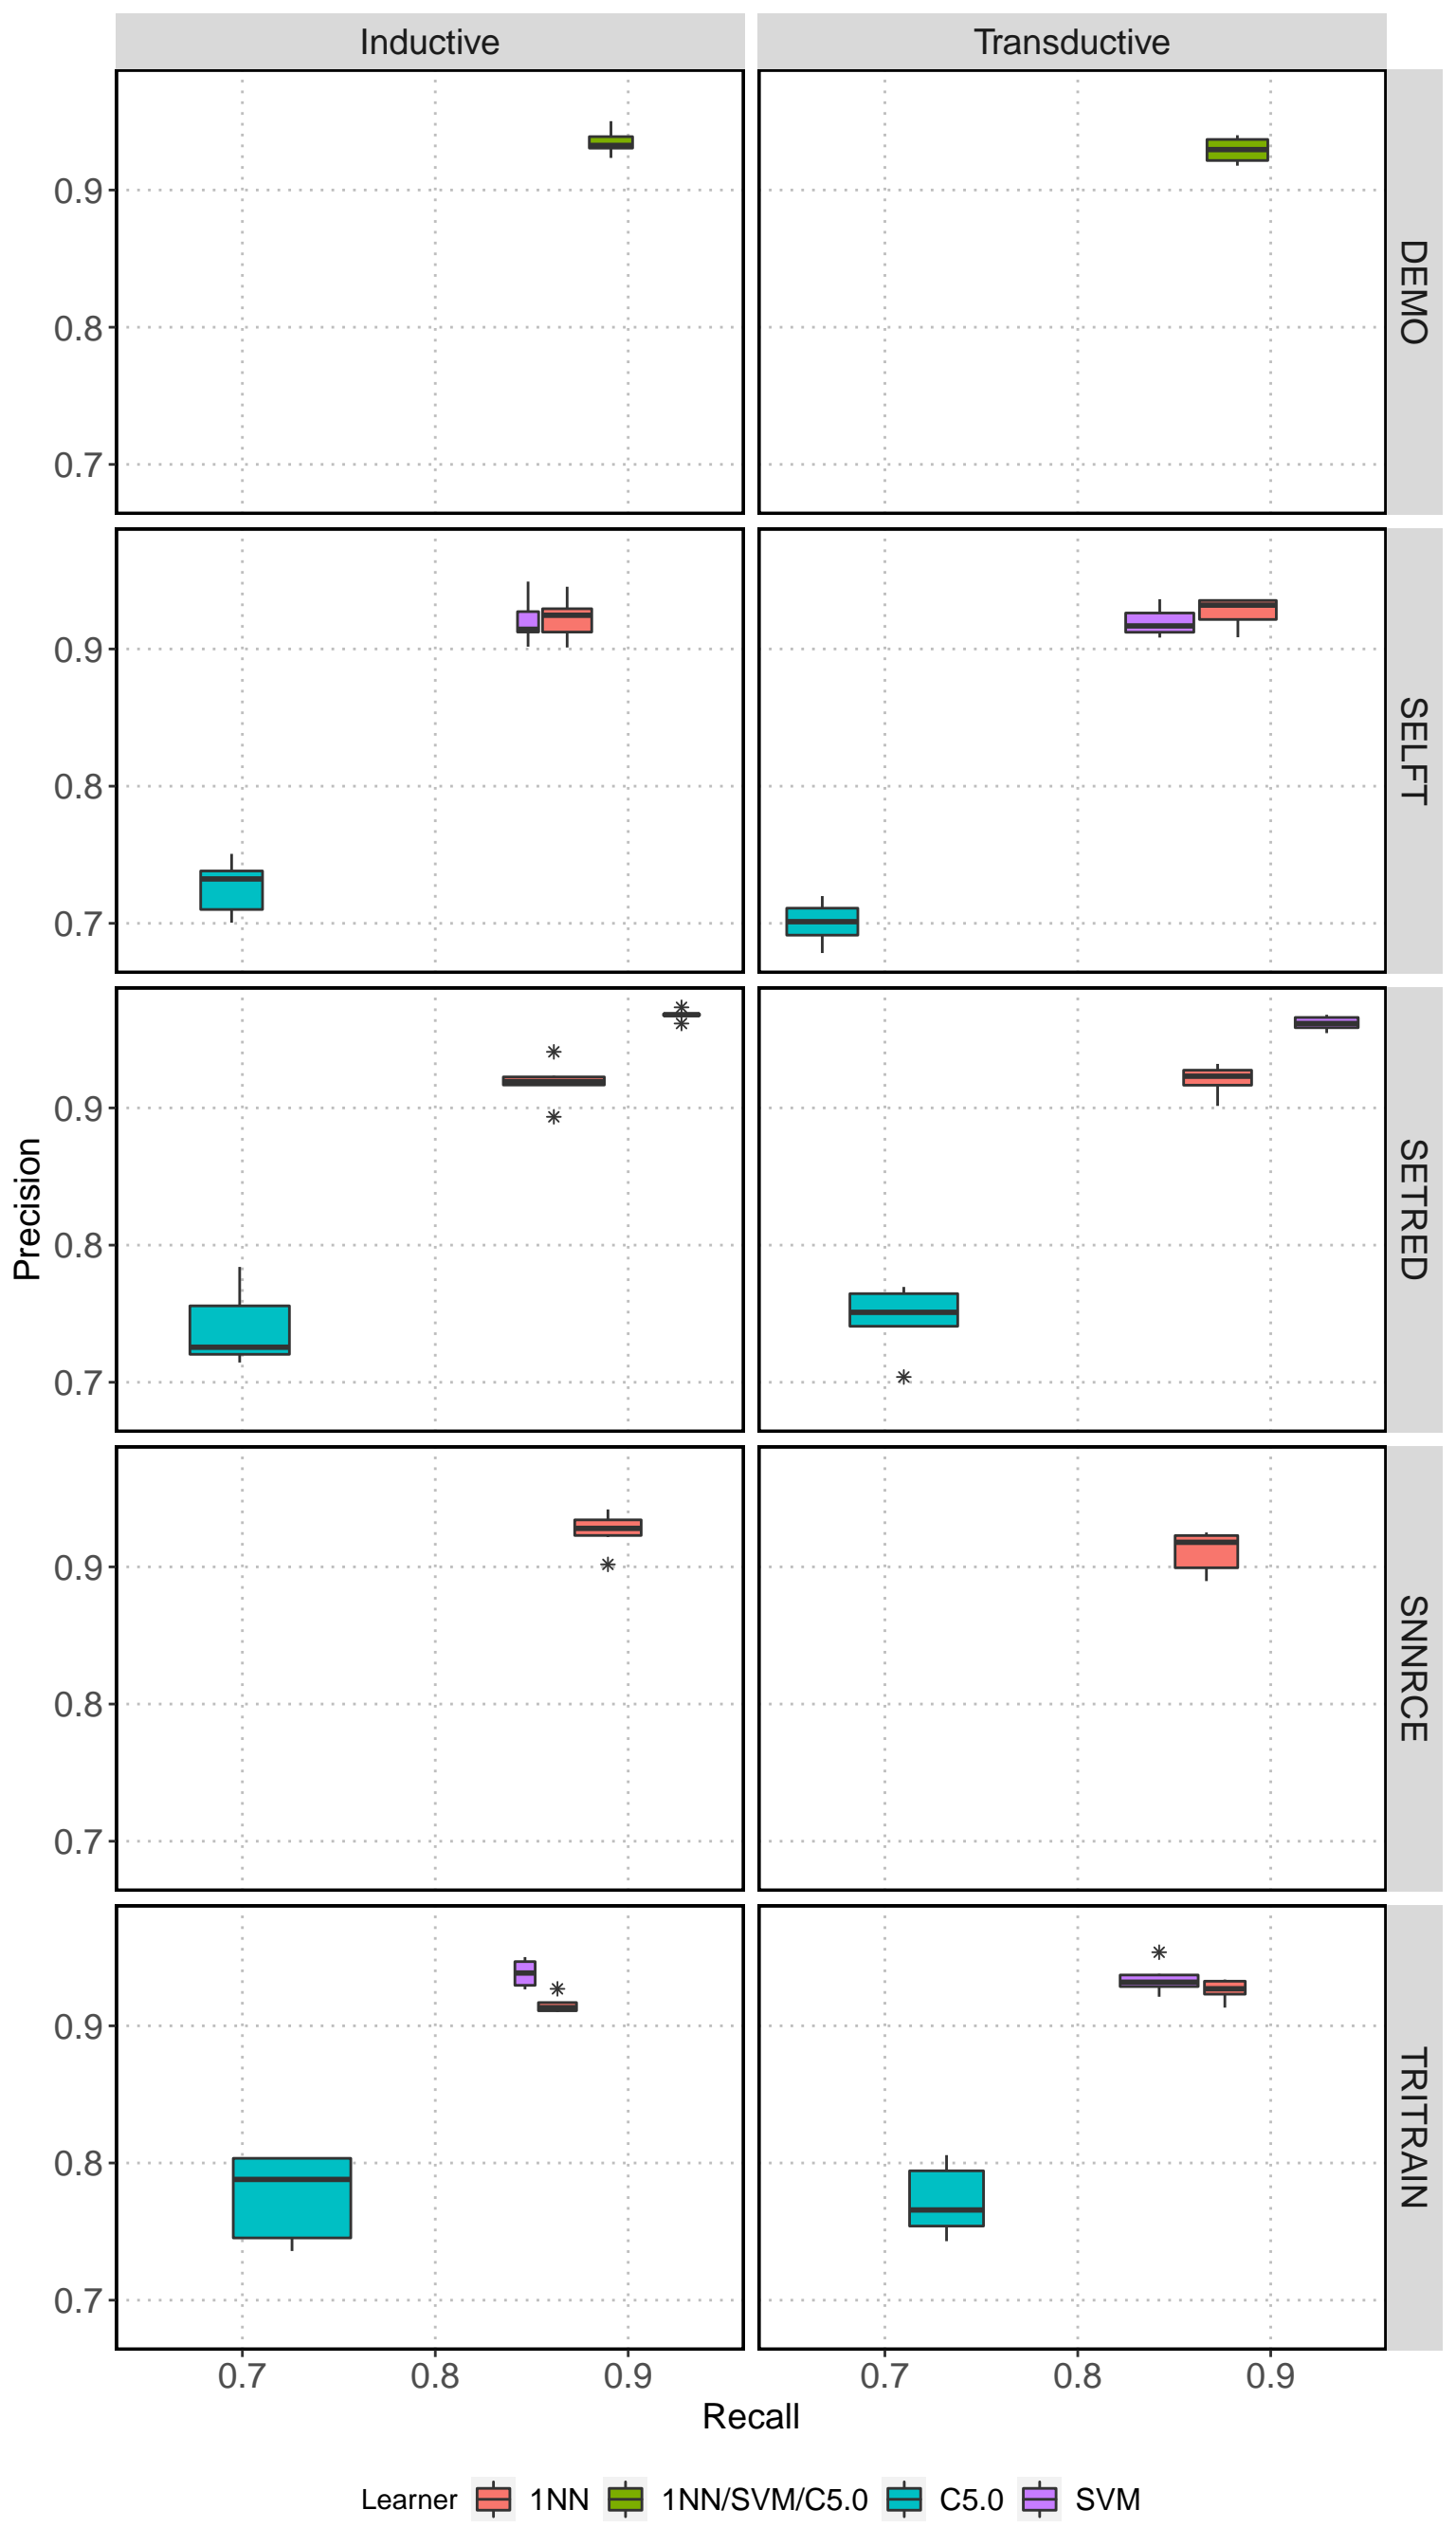 Inductive
Transductive
0.9
0.8
0.7
DEMO
0.9
0.8
0.7
SELFT
Precision
0.9
0.8
0.7
SETRED
0.9
0.8
0.7
SNNRCE
0.9
0.8
0.7
TRITRAIN
0.7 0.8 0.9 0.7 0.8 0.9
Recall
Learner 1NN 1NN/SVM/C5.0 C5.0 SVM